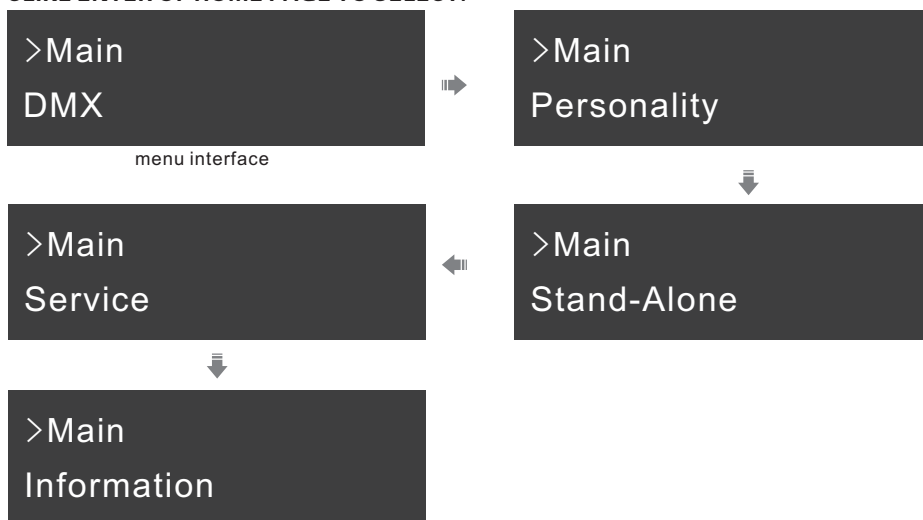 >Main
DMX
menu interface
>Main
Personality
>Main
Stand-Alone
>Main
Service
>Main
Information